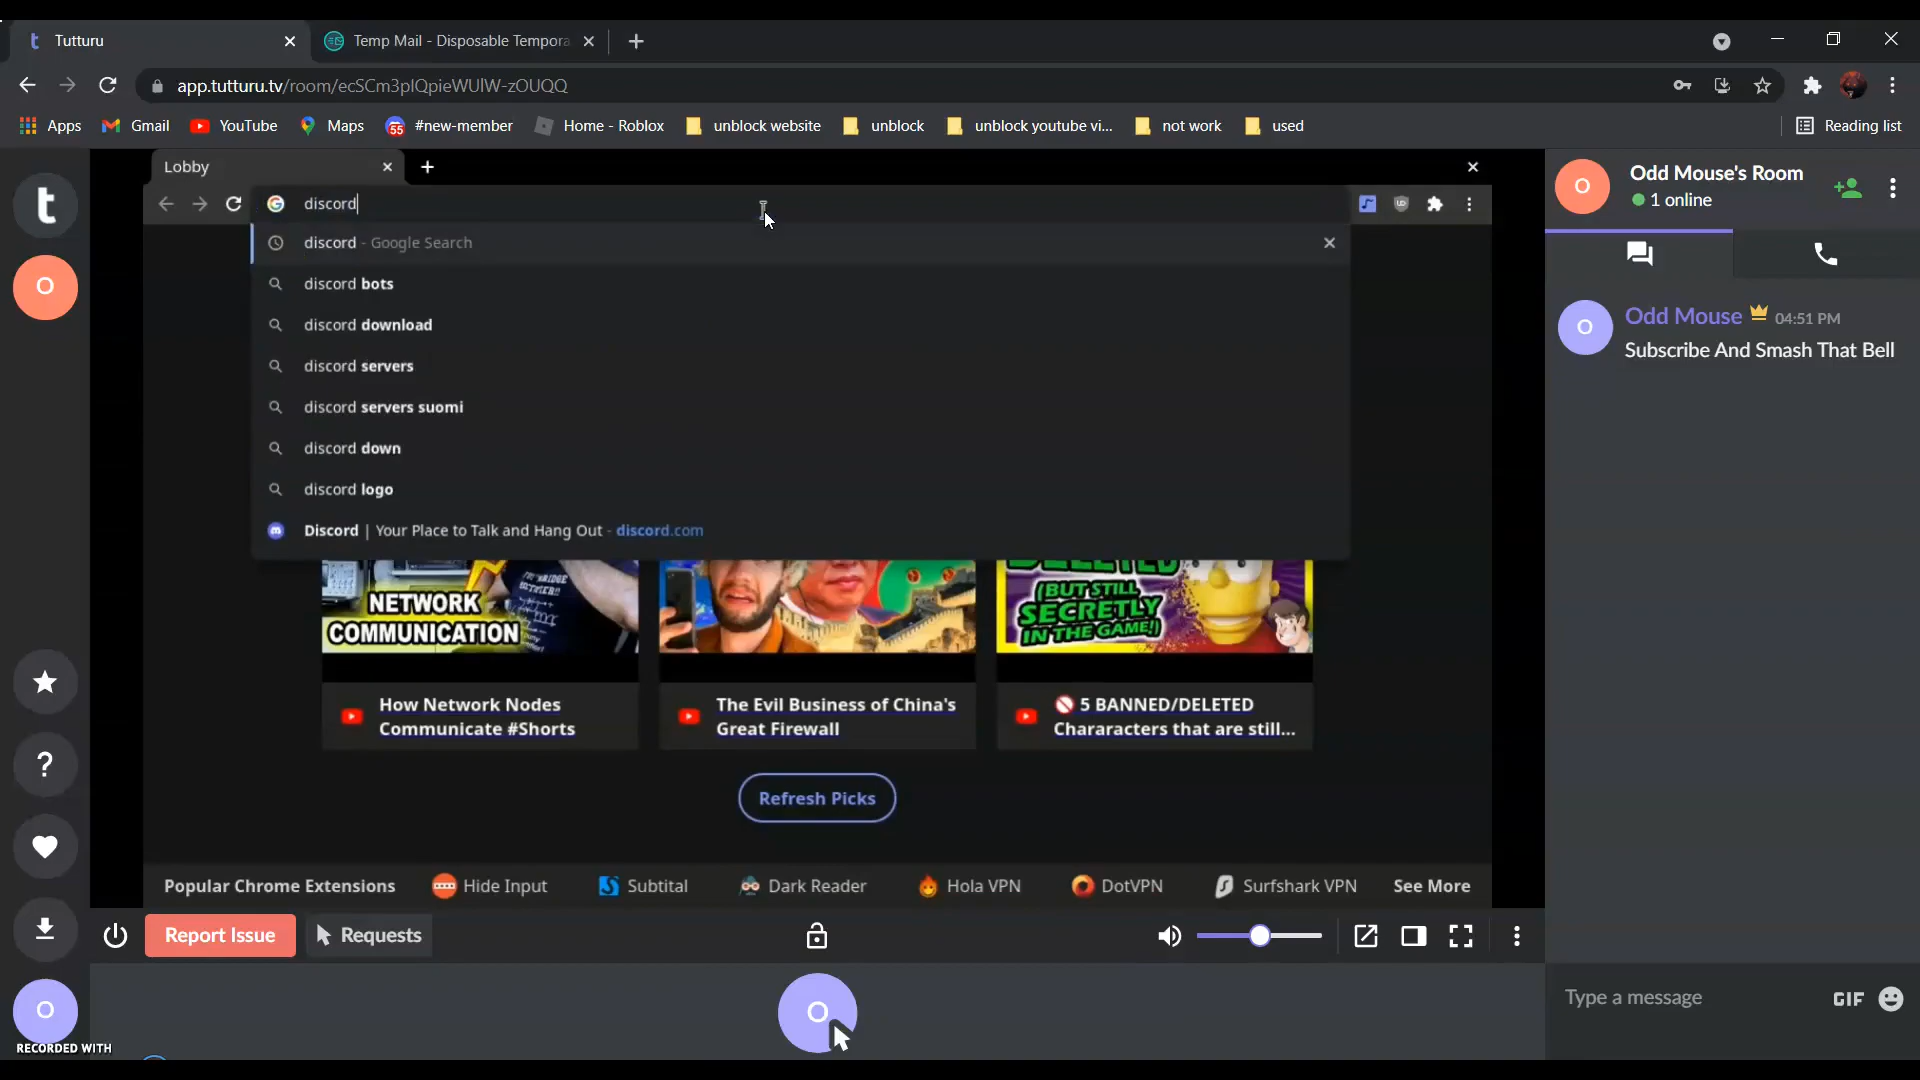 t Tutturu
Temp Mail - Disposable Tempora
app.tutturu.tv/room/ecSCm3plQpieWUlW-zOUQQ
Apps
Gmail
YouTube
Maps
55
#new-member
Home - Roblox
unblock website
unblock
unblock youtube vi...
not work
used
Reading list
t
O
Lobby
discord
discord - Google Search
discord bots
discord download
discord servers
discord servers suomi
discord down
discord logo
Discord | Your Place to Talk and Hang Out - discord.com
NETWORK
COMMUNICATION
DELETED
(BUT STILL
SECRETLY
IN THE GAME!)
How Network Nodes
Communicate #Shorts
The Evil Business of China's
Great Firewall
5 BANNED/DELETED
Chararacters that are still...
Refresh Picks
Popular Chrome Extensions
Hide Input
Subtital
Dark Reader
Hola VPN
DotVPN
Surfshark VPN
See More
Report Issue
Requests
O
O
RECORDED WITH
O
Odd Mouse's Room
1 online
O
Odd Mouse 04:51 PM
Subscribe And Smash That Bell
Type a message
GIF